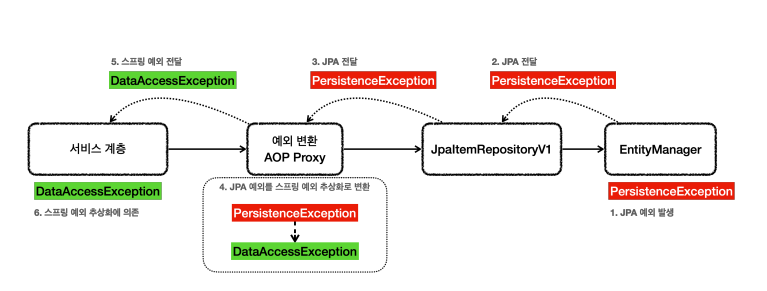 5. 스프링 예외 전달
DataAccessException
3. JPA 전달
PersistenceException
2. JPA 전달
PersistenceException
서비스 계층
예외 변환
AOP Proxy
JpaItemRepositoryV1
EntityManager
DataAccessException
6. 스프링 예외 추상화에 의존
4. JPA 예외를 스프링 예외 추상화로 변환
PersistenceException
DataAccessException
PersistenceException
1. JPA 예외 발생